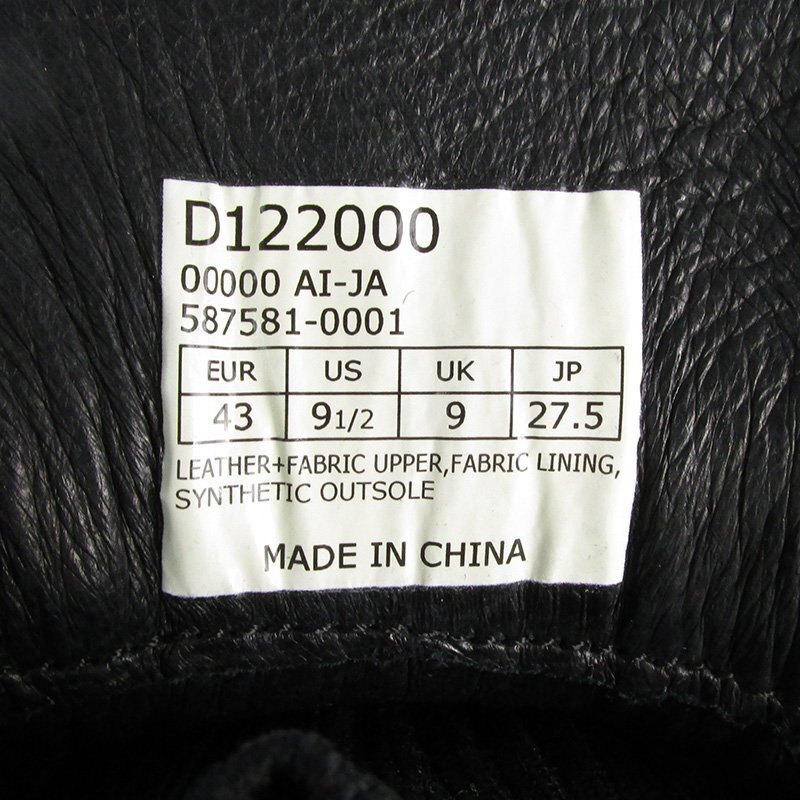 D122000
00000 AI-JA
587581-0001
EUR US UK JP
43 9 1/2 9 27.5
LEATHER+FABRIC UPPER,FABRIC LINING,
SYNTHETIC OUTSOLE
MADE IN CHINA